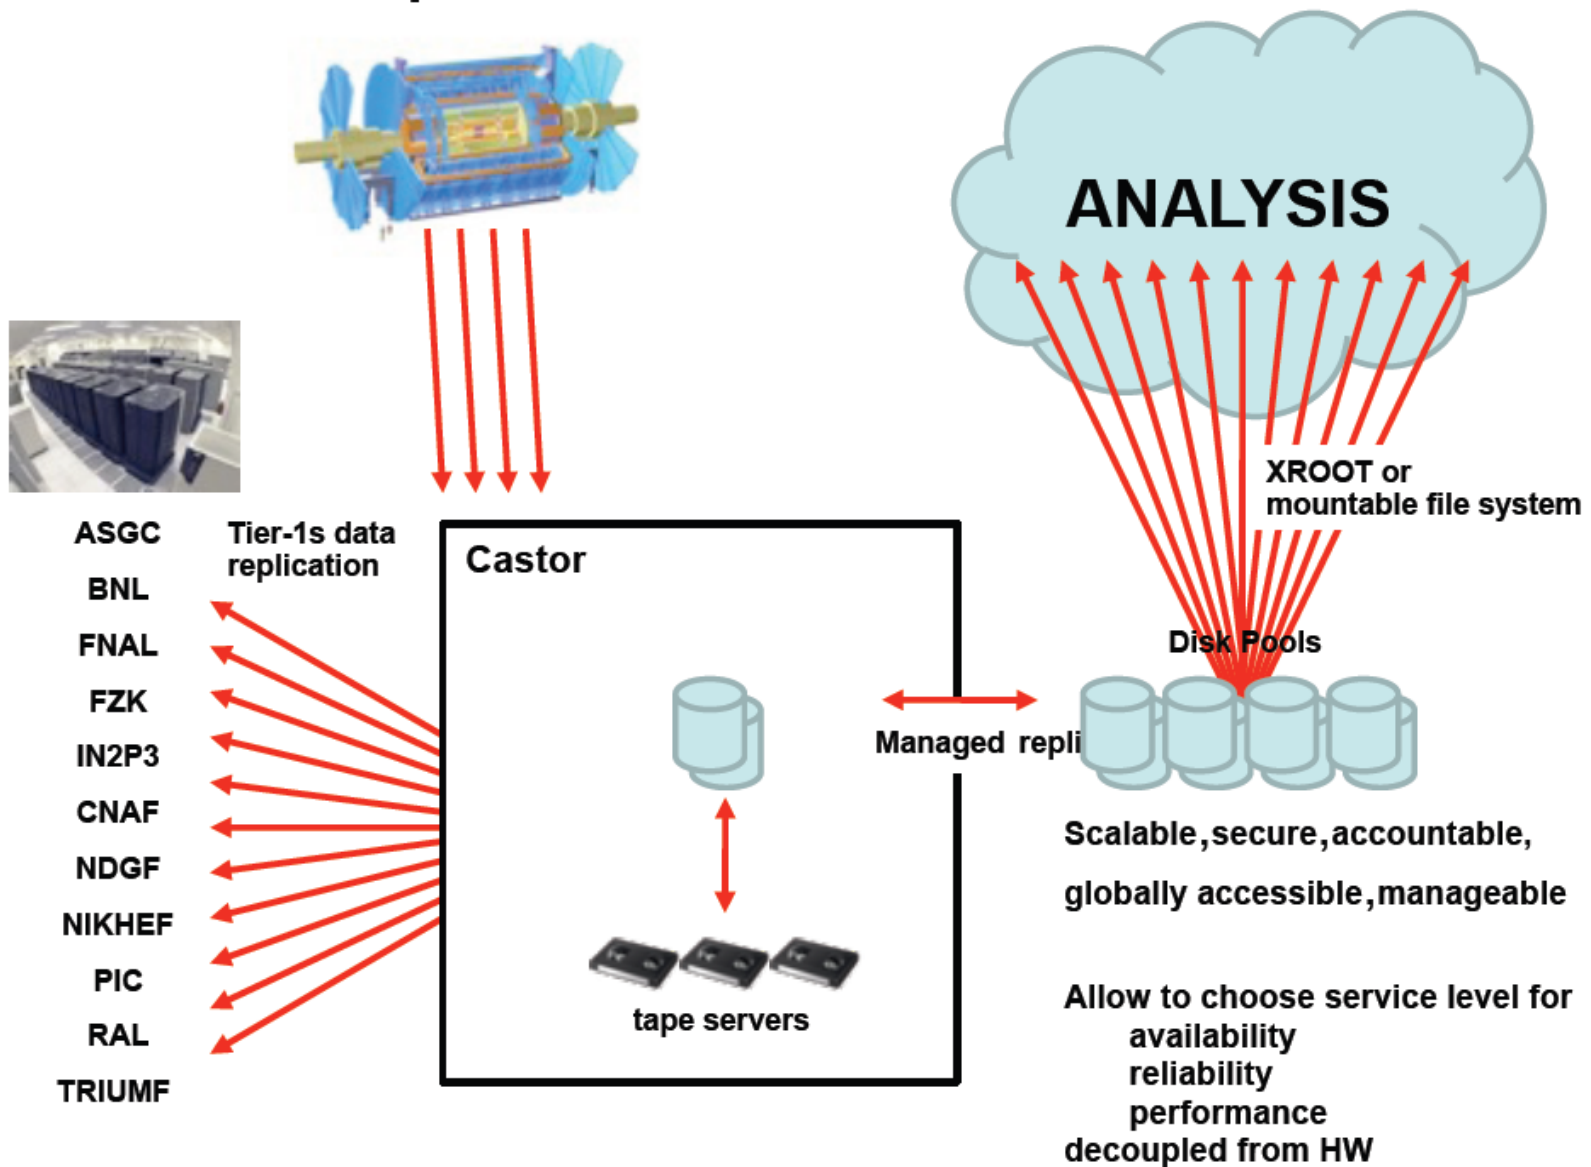 ANALYSIS
XROOT or
mountable file system
ASGC
BNL
FNAL
FZK
IN2P3
CNAF
NDGF
NIKHEF
PIC
RAL
TRIUMF
Tier-1s data
replication
Castor
tape servers
Managed repli
Disk Pools
Scalable,secure,accountable,
globally accessible,manageable
Allow to choose service level for
availability
reliability
performance
decoupled from HW